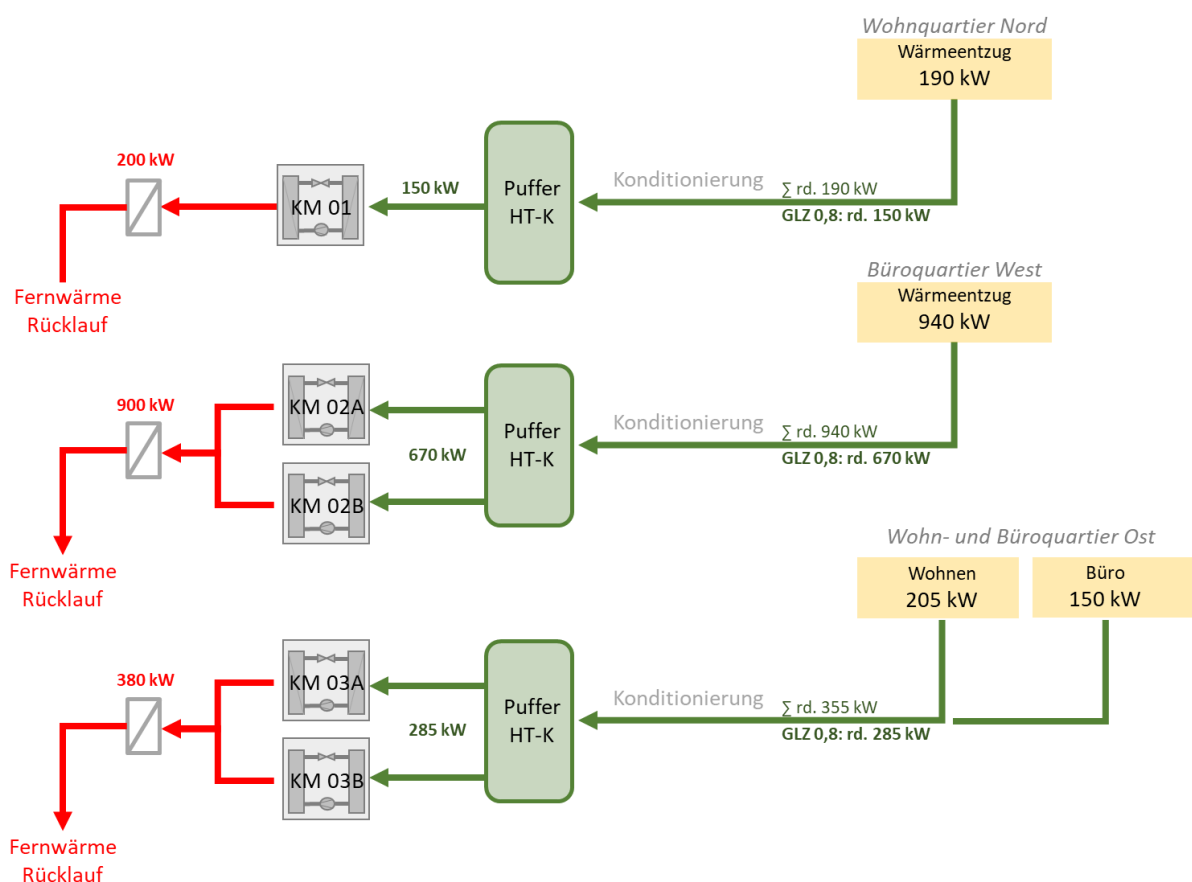 Wohnquartier Nord
Wärmeentzug
190 kW
200 kW
KM 01
150 kW
Puffer
HT-K
Konditionierung
∑ rd. 190 kW
GLZ 0,8: rd. 150 kW
Fernwärme
Rücklauf
Büroquartier West
Wärmeentzug
940 kW
900 kW
KM 02A
KM 02B
670 kW
Puffer
HT-K
Konditionierung
∑ rd. 940 kW
GLZ 0,8: rd. 670 kW
Fernwärme
Rücklauf
Wohn- und Büroquartier Ost
Wohnen
205 kW
Büro
150 kW
380 kW
KM 03A
KM 03B
285 kW
Puffer
HT-K
Konditionierung
∑ rd. 355 kW
GLZ 0,8: rd. 285 kW
Fernwärme
Rücklauf